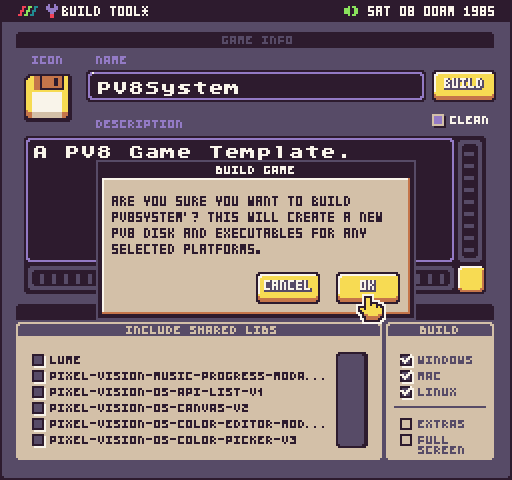 BUILD TOOL
SAT 08 00AM 1985
GAME INFO
ICON
NAME
PV8System
BUILD
DESCRIPTION
CLEAN
A PV8 Game Template.
BUILD GAME
ARE YOU SURE YOU WANT TO BUILD
PV8SYSTEM'? THIS WILL CREATE A NEW
PV8 DISK AND EXECUTABLES FOR ANY
SELECTED PLATFORMS.
CANCEL
OK
INCLUDE SHARED LIBS
BUILD
LUME
PIXEL-VISION-MUSIC-PROGRESS-MODA...
PIXEL-VISION-OS-API-LIST-V1
PIXEL-VISION-OS-CANVAS-V2
PIXEL-VISION-OS-COLOR-EDITOR-MOD...
PIXEL-VISION-OS-COLOR-PICKER-V3
WINDOWS
MAC
LINUX
EXTRAS
FULL
SCREEN